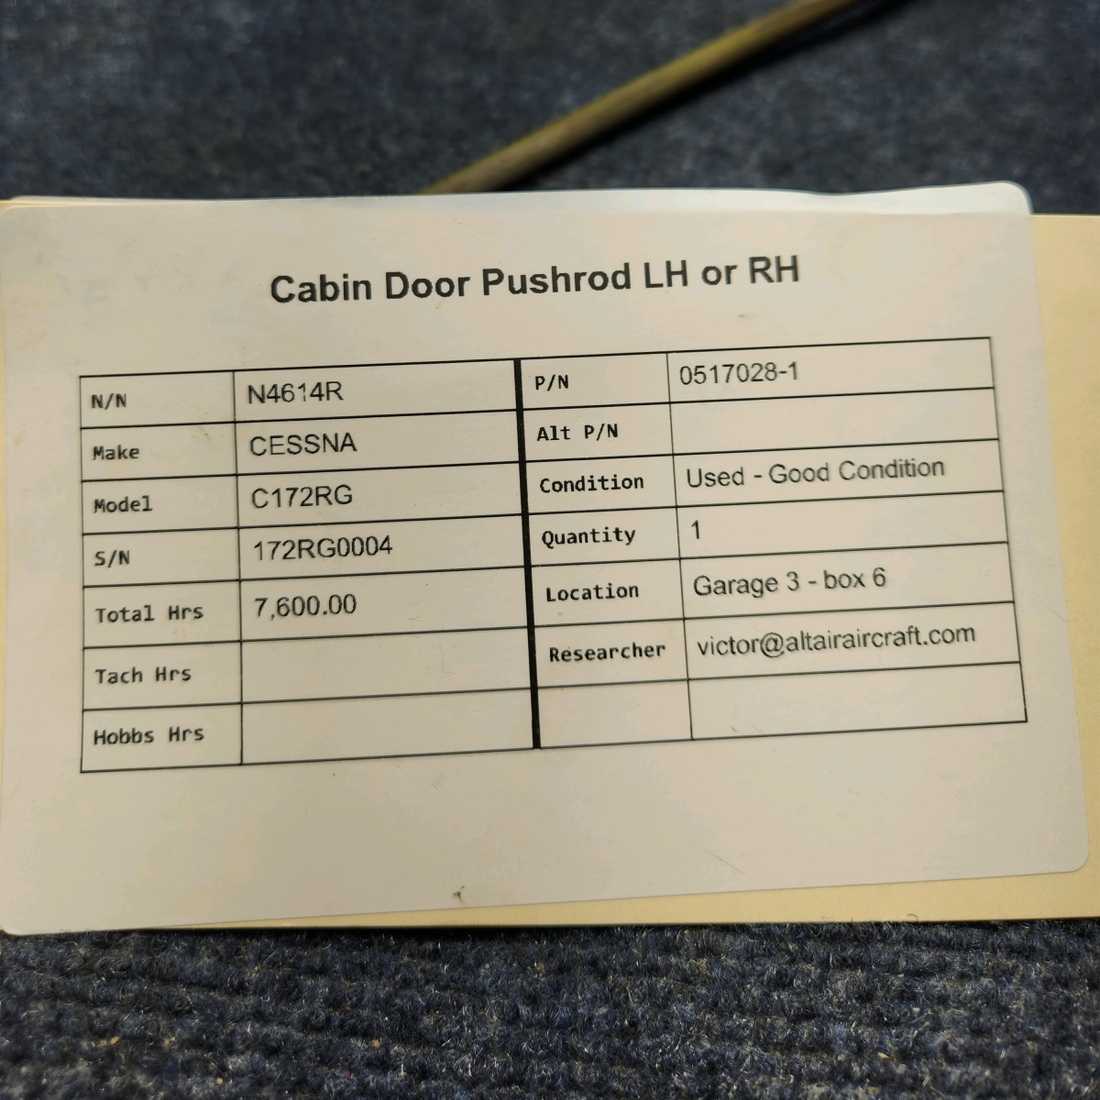 Cabin Door Pushrod LH or RH
N/N N4614R P/N 0517028-1
Make CESSNA Alt P/N
Model C172RG Condition Used - Good Condition
S/N 172RG0004 Quantity 1
Total Hrs 7,600.00 Location Garage 3 - box 6
Tach Hrs Researcher victor@altairaircraft.com
Hobbs Hrs